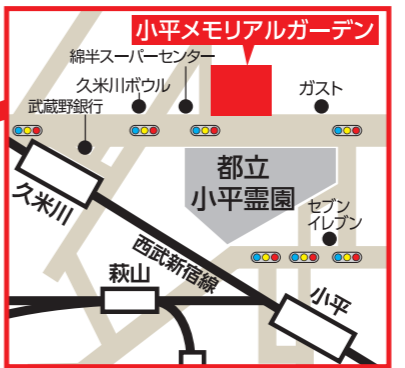 小平メモリアルガーデン
綿半スーパーセンター
久米川ボウル
ガスト
武蔵野銀行
都立
小平霊園
久米川
セブン
イレブン
西武新宿線
萩山
小平